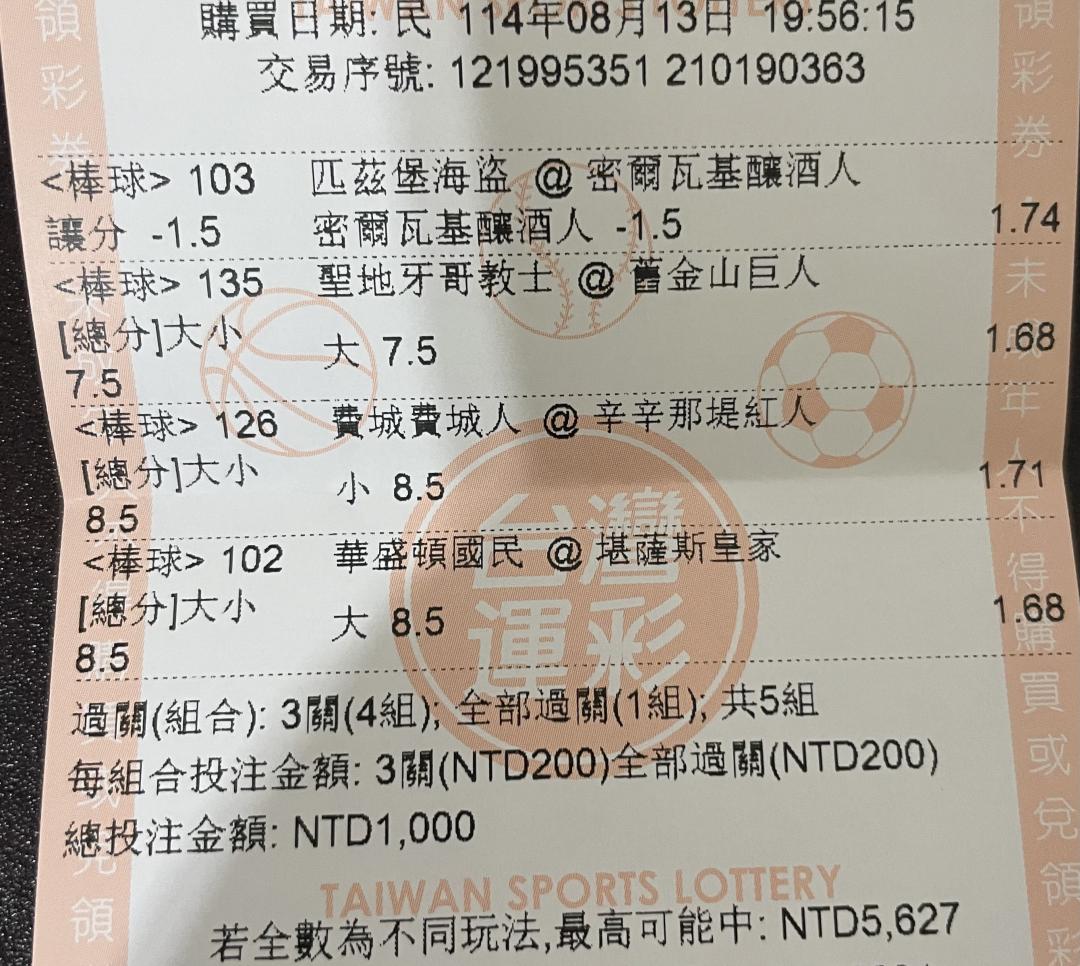 TAIWAN SPORTS LOTTERY
購買日期: 民 114年08月13日 19:56:15
交易序號: 121995351 210190363
<棒球> 103 匹茲堡海盜 @ 密爾瓦基釀酒人
讓分 -1.5 密爾瓦基釀酒人 -1.5 1.74
<棒球> 135 聖地牙哥教士 @ 舊金山巨人
[總分]大小 大 7.5 1.68
7.5
<棒球> 126 費城費城人 @ 辛辛那堤紅人
[總分]大小 小 8.5 1.71
8.5
<棒球> 102 華盛頓國民 @ 堪薩斯皇家
[總分]大小 大 8.5 1.68
8.5
台灣
運彩
過關(組合): 3關(4組); 全部過關(1組); 共5組
每組合投注金額: 3關(NTD200)全部過關(NTD200)
總投注金額: NTD1,000
TAIWAN SPORTS LOTTERY
若全數為不同玩法,最高可能中: NTD5,627
領彩券
領彩券未成年人不得購買或兌領彩